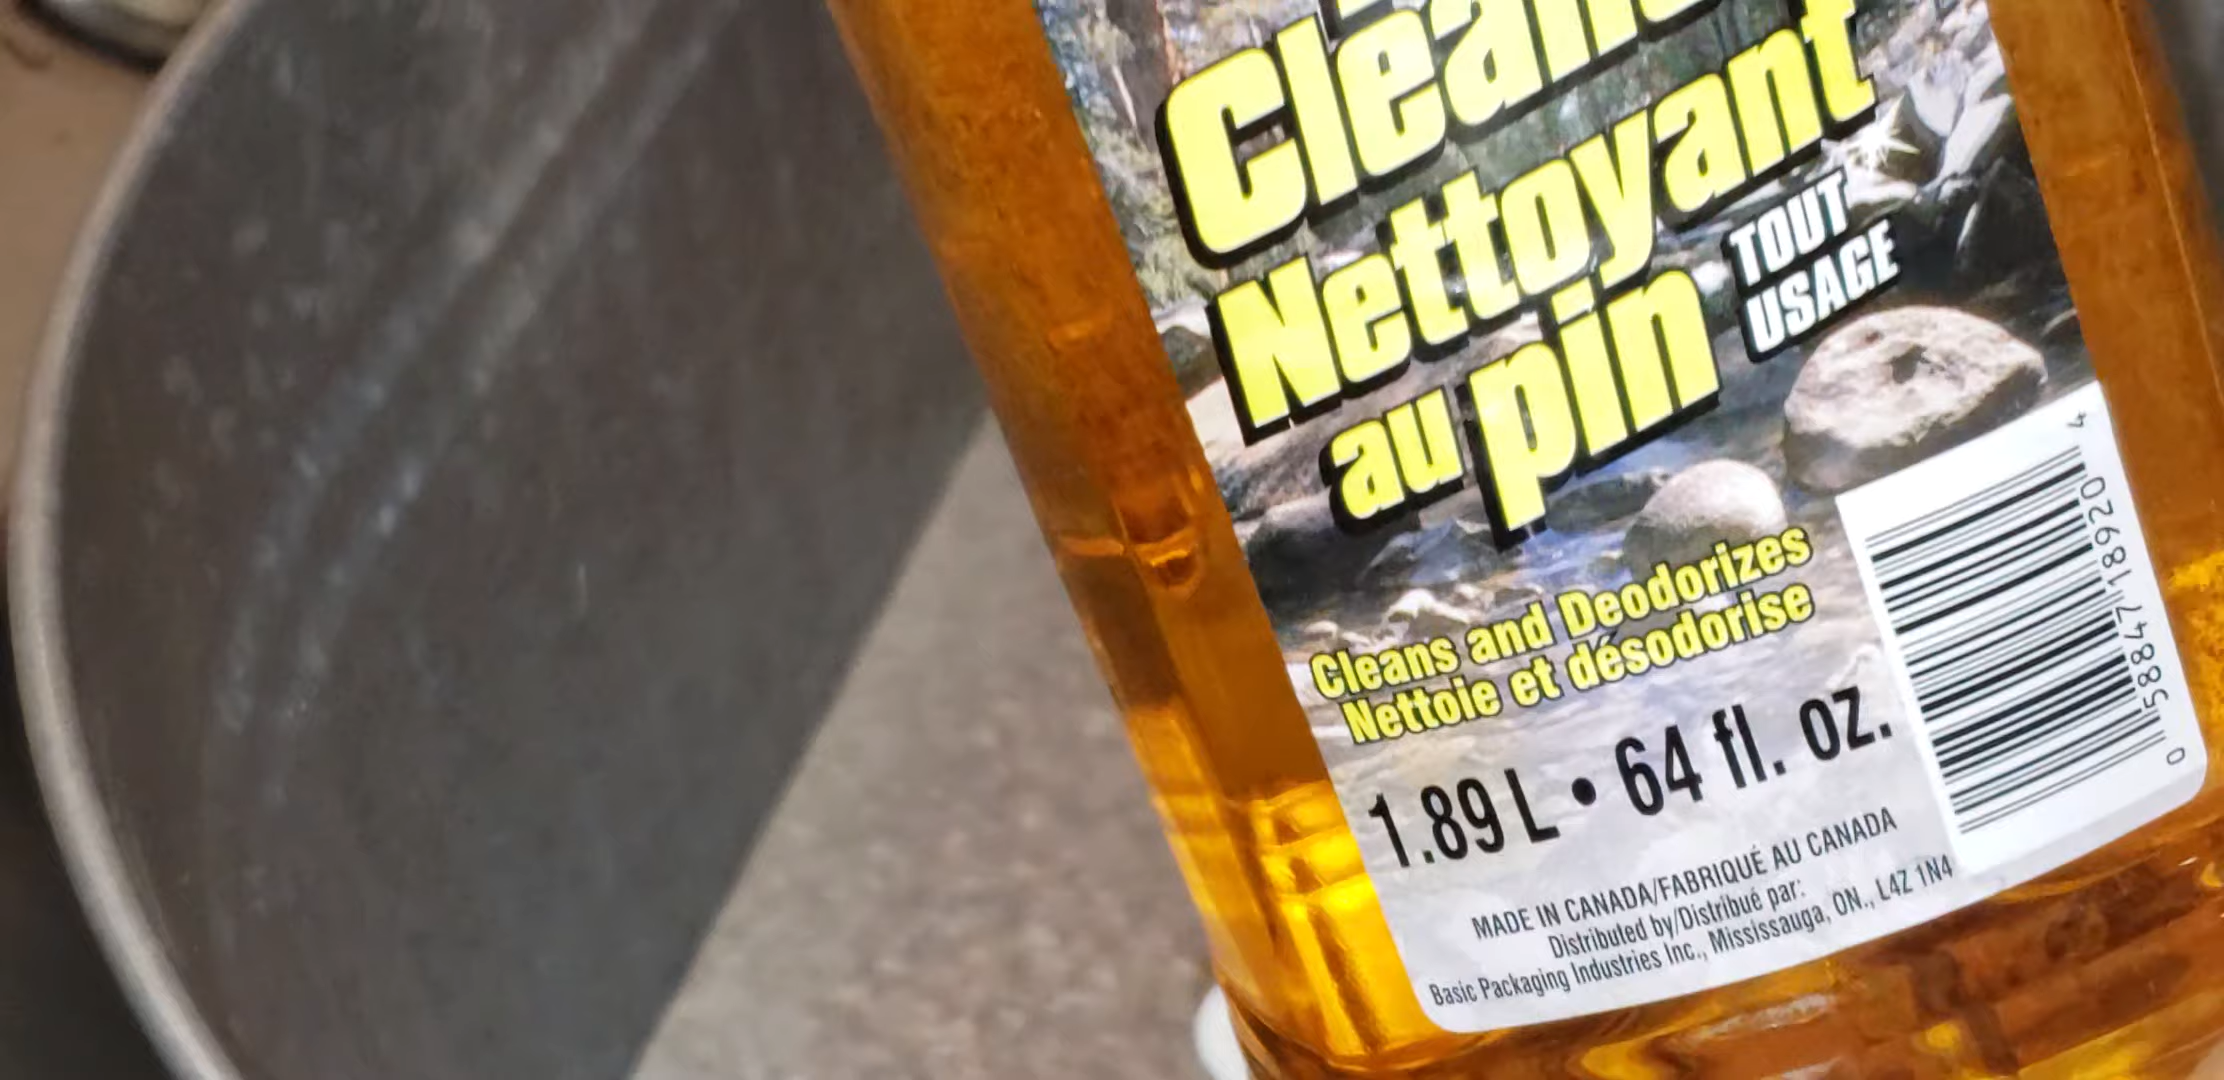 Nettoyant
au pin
TOUT
USAGE
Cleans and Deodorizes
Nettoie et désodorise
1.89 L • 64 fl. oz.
MADE IN CANADA/FABRIQUÉ AU CANADA
Distributed by/Distribué par:
Basic Packaging Industries Inc., Mississauga, ON., L4Z 1N4
0 58847 18920 4